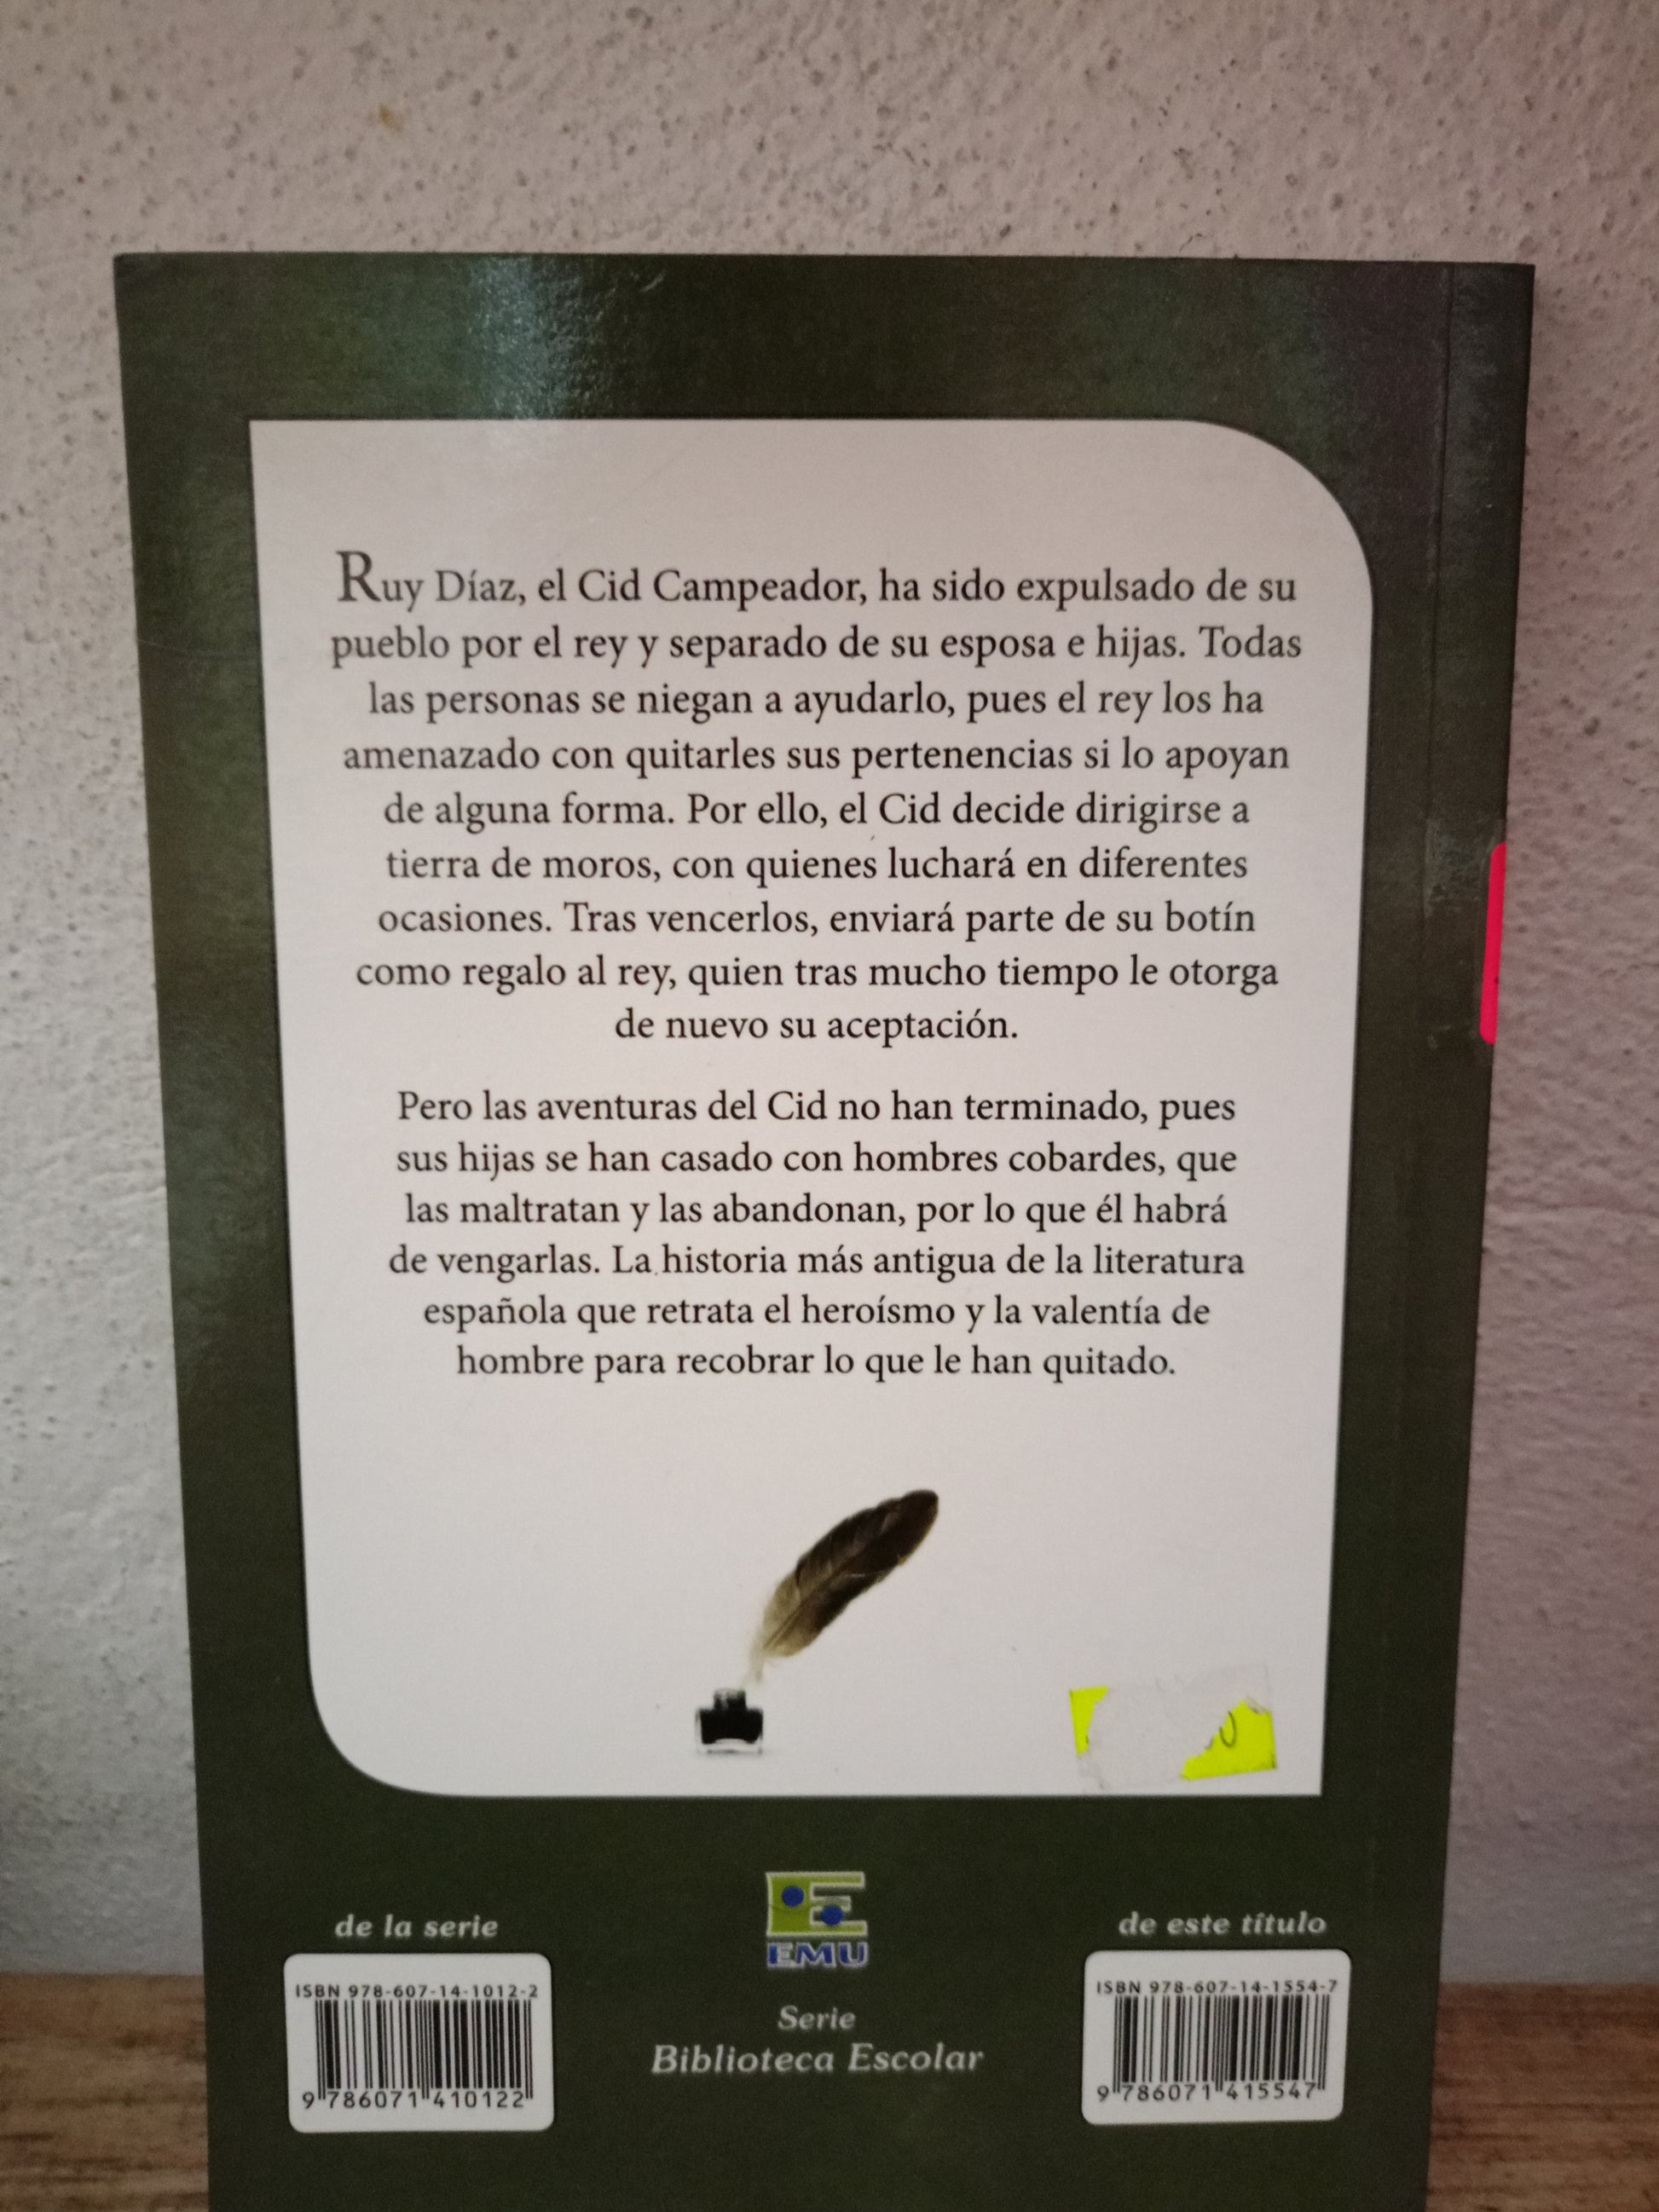 Ruy Díaz, el Cid Campeador, ha sido expulsado de su
pueblo por el rey y separado de su esposa e hijas. Todas
las personas se niegan a ayudarlo, pues el rey los ha
amenazado con quitarles sus pertenencias si lo apoyan
de alguna forma. Por ello, el Cid decide dirigirse a
tierra de moros, con quienes luchará en diferentes
ocasiones. Tras vencerlos, enviará parte de su botín
como regalo al rey, quien tras mucho tiempo le otorga
de nuevo su aceptación.
Pero las aventuras del Cid no han terminado, pues
sus hijas se han casado con hombres cobardes, que
las maltratan y las abandonan, por lo que él habrá
de vengarlas. La historia más antigua de la literatura
española que retrata el heroísmo y la valentía de
hombre para recobrar lo que le han quitado.
EMU
Serie
Biblioteca Escolar
de la serie
ISBN 978-607-14-1012-2
9 786071 410122
de este título
ISBN 978-607-14-1554-7
9 786071 415547